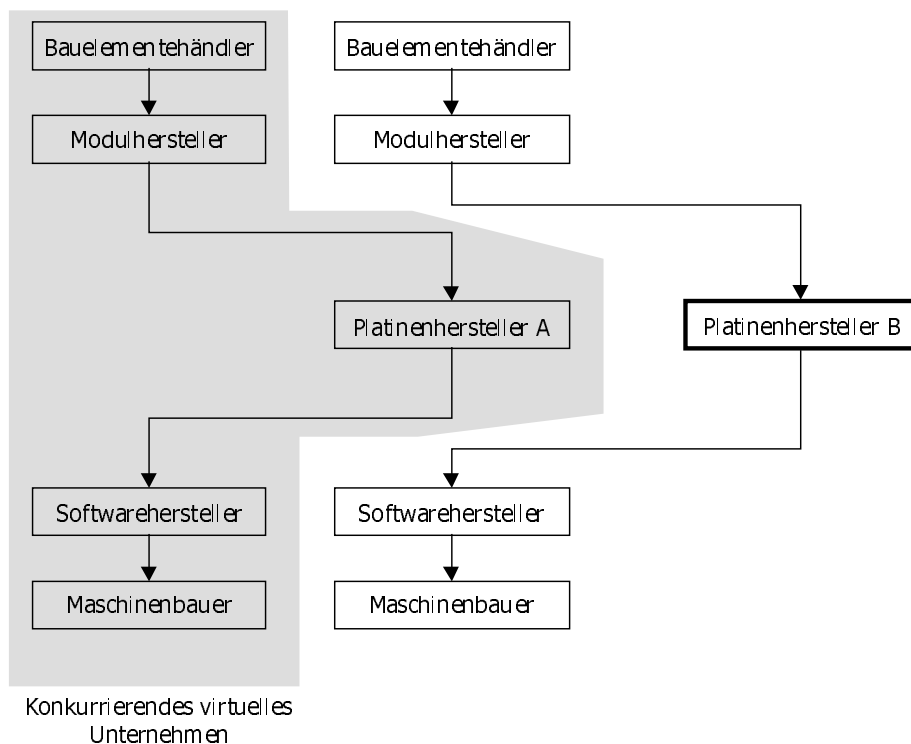 Bauelementehändler
Bauelementehändler
Modulhersteller
Modulhersteller
Platinenhersteller A
Platinenhersteller B
Softwarehersteller
Softwarehersteller
Maschinenbauer
Maschinenbauer
Konkurrierendes virtuelles
Unternehmen